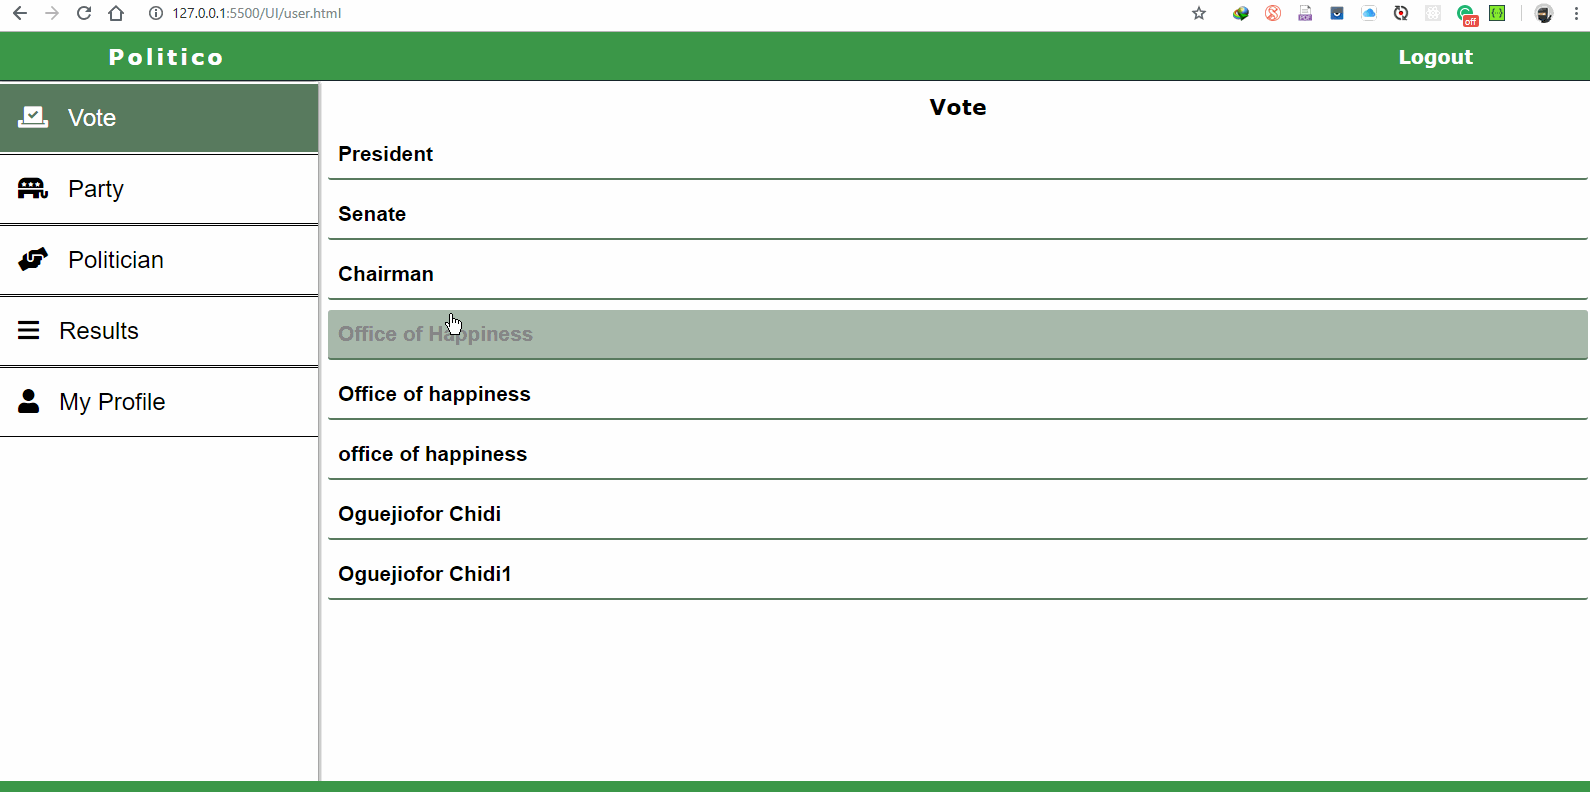 127.0.0.1:5500/UI/user.html
off
Politico
Logout
Vote
Party
Politician
Results
My Profile
Vote
President
Senate
Chairman
Office of Happiness
Office of happiness
office of happiness
Oguejiofor Chidi
Oguejiofor Chidi1